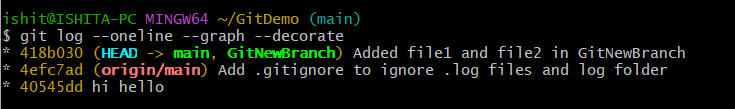 ishit@ISHITA-PC MINGW64 ~/GitDemo (main)
$ git log --oneline --graph --decorate
* 418b030 (HEAD -> main, GitNewBranch) Added file1 and file2 in GitNewBranch
* 4efc7ad (origin/main) Add .gitignore to ignore .log files and log folder
* 40545dd hi hello